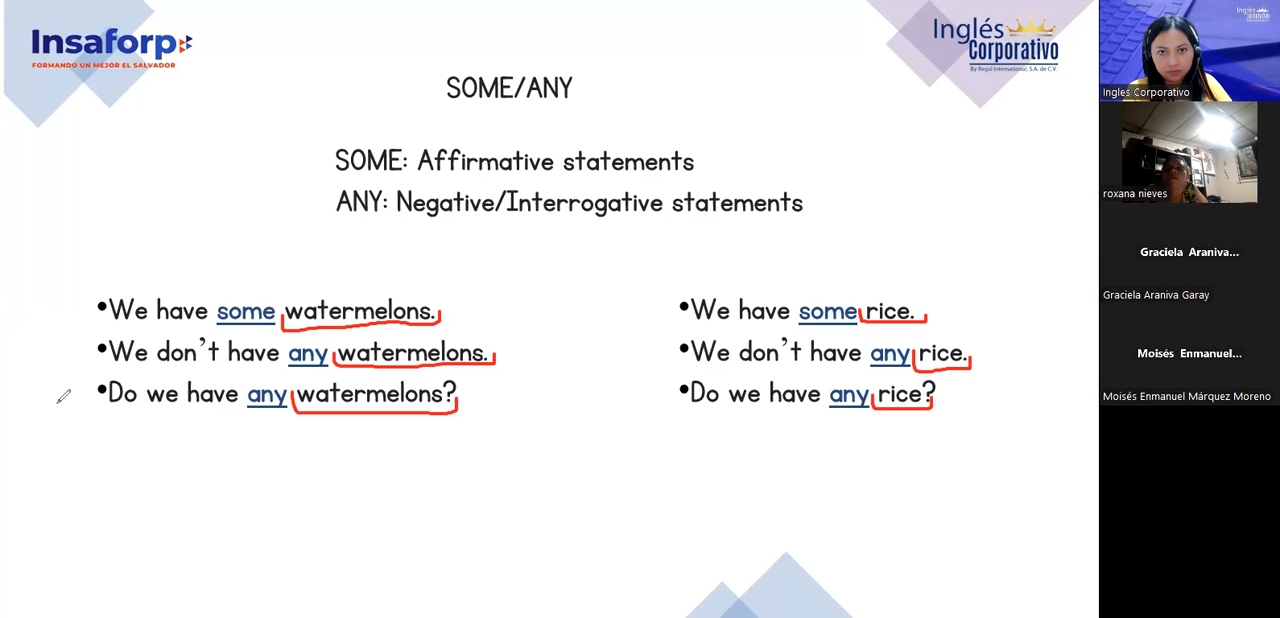 Insaforp
FORMANDO UN MEJOR EL SALVADOR
Inglés
Corporativo
By Regal International, S.A. de C.V.
SOME/ANY
SOME: Affirmative statements
ANY: Negative/Interrogative statements
•We have some watermelons.
•We don't have any watermelons.
•Do we have any watermelons?
•We have some rice.
•We don't have any rice.
•Do we have any rice?
Inglés
Ingles Corporativo
roxana nieves
Graciela Araniva...
Graciela Araniva Garay
Moisés Enmanuel...
Moisés Enmanuel Márquez Moreno